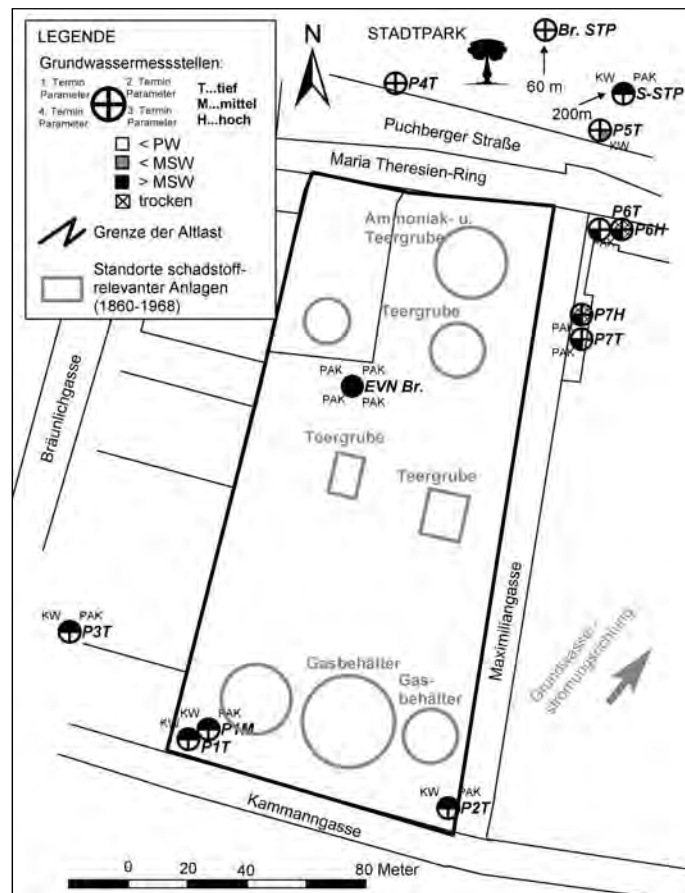 LEGENDE
Grundwassermessstellen:
1. Termin
Parameter
2. Termin
Parameter
4. Termin
Parameter
3. Termin
Parameter
T...tief
M...mittel
H...hoch
< PW
< MSW
> MSW
trocken
Grenze der Altlast
Standorte schadstoff-
relevanter Anlagen
(1860-1968)
N
STADTPARK
Br. STP
60 m
KW PAK
S-STP
200m
P4T
P5T
KW
Puchberger Straße
Maria Theresien-Ring
P6T
P6H
PAK
Ammoniak- u.
Teergrube
Teergrube
P7H
PAK
P7T
PAK
PAK PAK
EVN Br.
PAK PAK
Bräunlichgasse
Teergrube
Teergrube
Maximiliangasse
KW PAK
P3T
Grundwasser-
strömungsrichtung
Gasbehälter
Gas-
behälter
KW PAK
P1M
KW
P1T
KW PAK
P2T
Kammanngasse
0 20 40 60 80 Meter